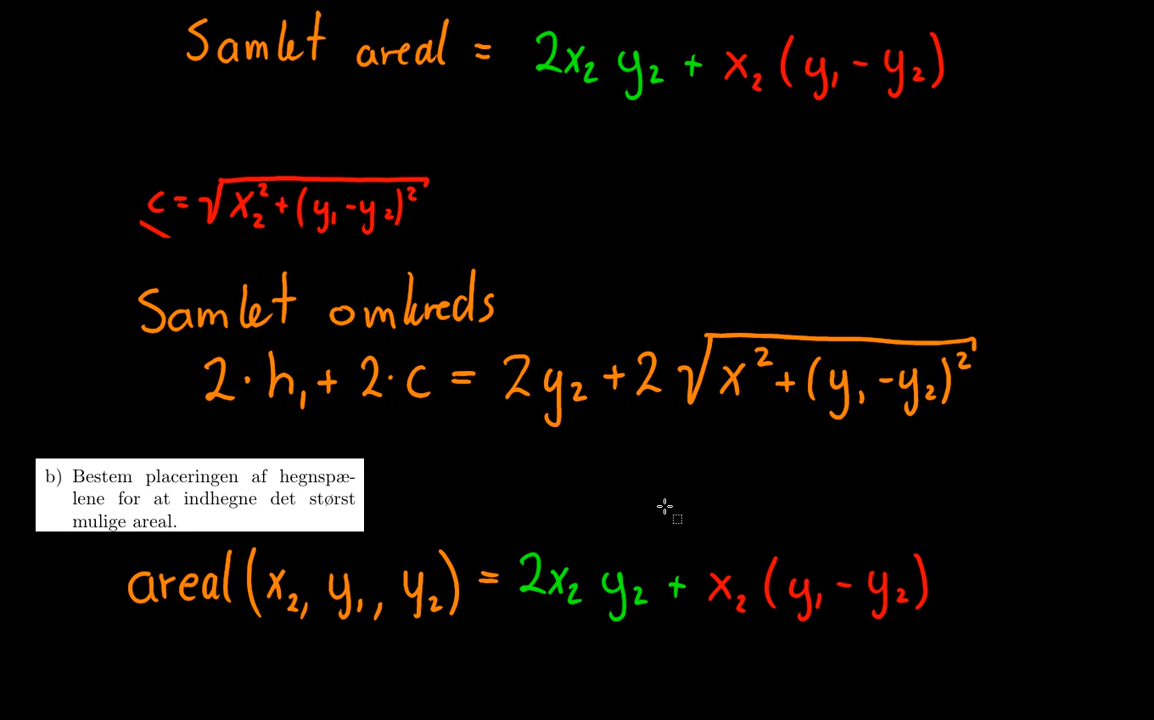 Samlet areal = 2x₂ y₂ + x₂ (y₁ - y₂)
c = √(x₂² + (y₁ - y₂)²)
Samlet omkreds
2 · h₁ + 2 · c = 2y₂ + 2 √(x² + (y₁ - y₂)²)
b) Bestem placeringen af hegnspæ-
lene for at indhegne det størst
mulige areal.
areal (x₂, y₁, y₂) = 2x₂ y₂ + x₂ (y₁ - y₂)